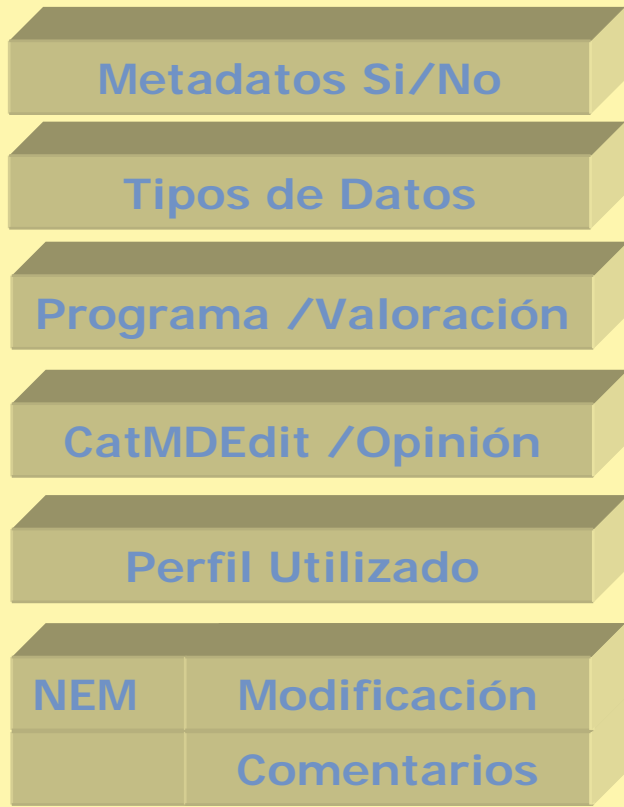 Metadatos Si/No
Tipos de Datos
Programa /Valoración
CatMDEdit /Opinión
Perfil Utilizado
NEM Modificación
Comentarios